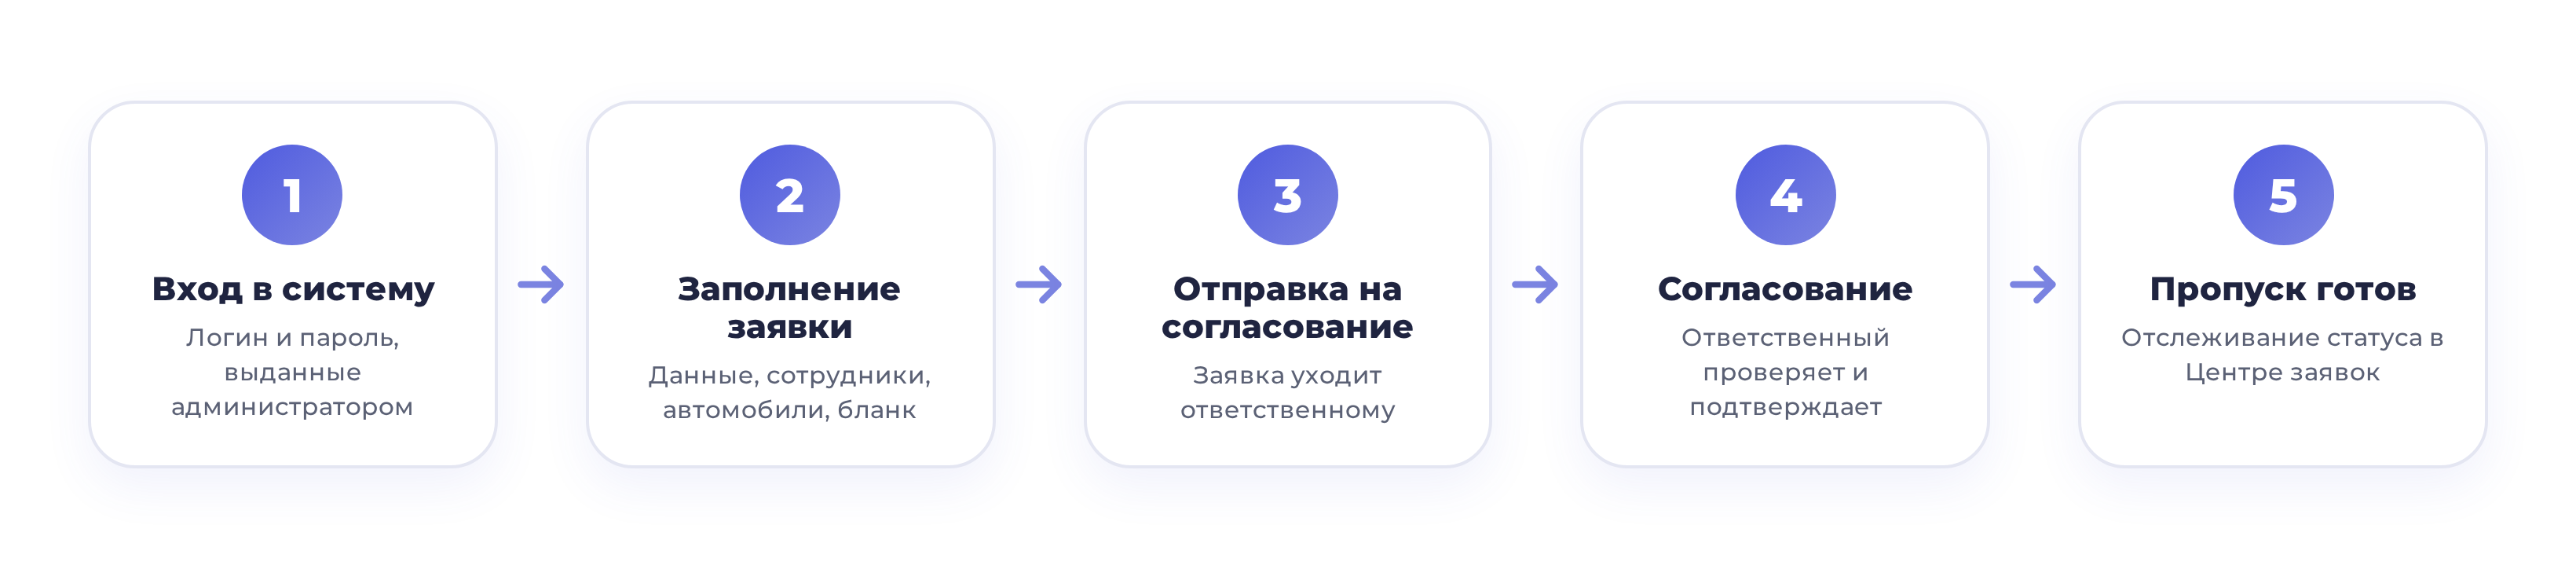 1
Вход в систему
Логин и пароль,
выданные
администратором
2
Заполнение
заявки
Данные, сотрудники,
автомобили, бланк
3
Отправка на
согласование
Заявка уходит
ответственному
4
Согласование
Ответственный
проверяет и
подтверждает
5
Пропуск готов
Отслеживание статуса в
Центре заявок